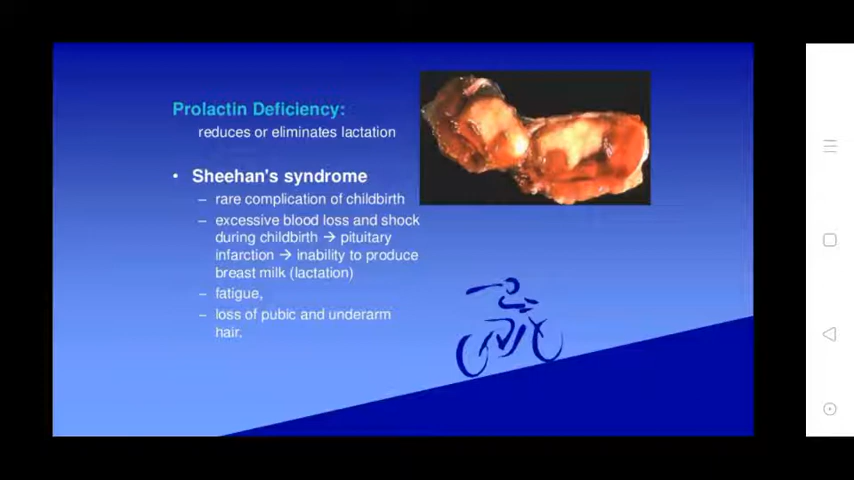 Prolactin Deficiency:
reduces or eliminates lactation
• Sheehan's syndrome
– rare complication of childbirth
– excessive blood loss and shock
during childbirth → pituitary
infarction → inability to produce
breast milk (lactation)
– fatigue,
– loss of pubic and underarm
hair.